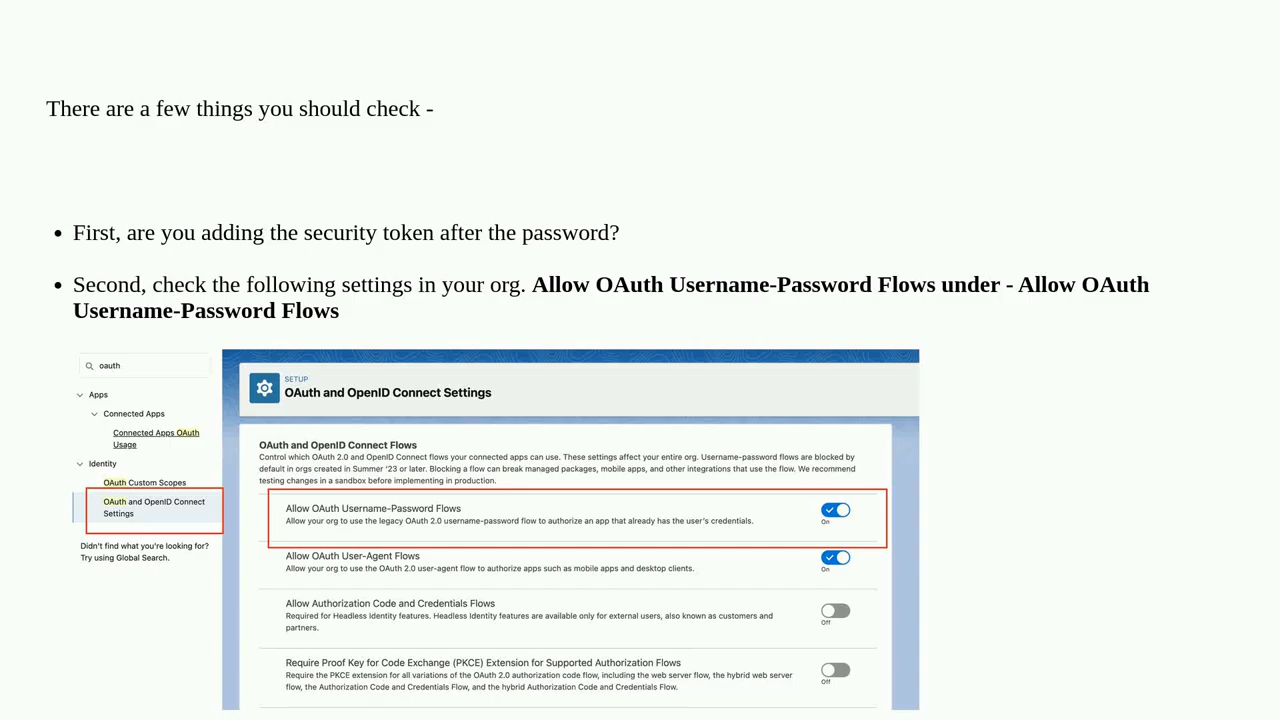 There are a few things you should check -
First, are you adding the security token after the password?
Second, check the following settings in your org. Allow OAuth Username-Password Flows under - Allow OAuth
Username-Password Flows
oauth
Apps
Connected Apps
Connected Apps OAuth
Usage
Identity
OAuth Custom Scopes
OAuth and OpenID Connect
Settings
Didn't find what you're looking for?
Try using Global Search.
SETUP
OAuth and OpenID Connect Settings
OAuth and OpenID Connect Flows
Control which OAuth 2.0 and OpenID Connect flows your connected apps can use. These settings affect your entire org. Username-password flows are blocked by
default in orgs created in Summer '23 or later. Blocking a flow can break managed packages, mobile apps, and other integrations that use the flow. We recommend
testing changes in a sandbox before implementing in production.
Allow OAuth Username-Password Flows
Allow your org to use the legacy OAuth 2.0 username-password flow to authorize an app that already has the user's credentials.
On
Allow OAuth User-Agent Flows
Allow your org to use the OAuth 2.0 user-agent flow to authorize apps such as mobile apps and desktop clients.
On
Allow Authorization Code and Credentials Flows
Required for Headless Identity features. Headless Identity features are available only for external users, also known as customers and
partners.
Off
Require Proof Key for Code Exchange (PKCE) Extension for Supported Authorization Flows
Require the PKCE extension for all variations of the OAuth 2.0 authorization code flow, including the web server flow, the hybrid web server
flow, the Authorization Code and Credentials Flow, and the hybrid Authorization Code and Credentials Flow.
Off